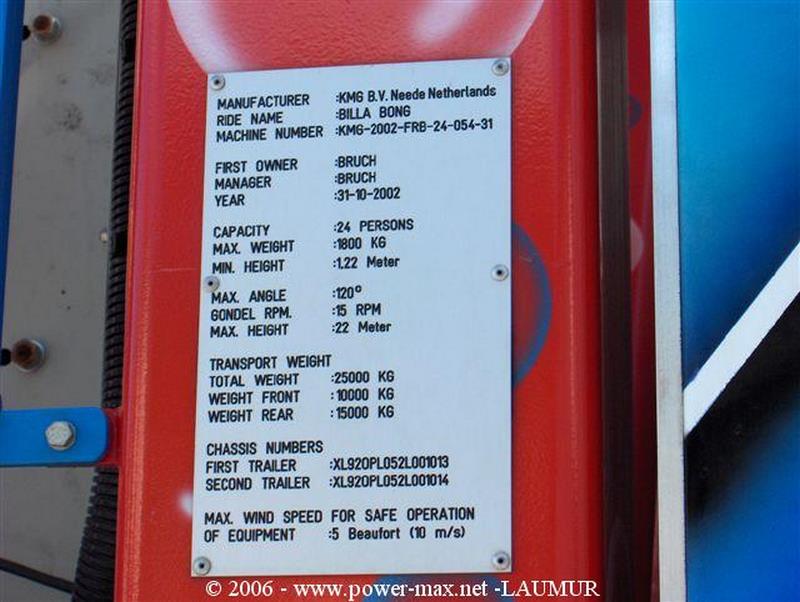 MANUFACTURER :KMG B.V. Neede Netherlands
RIDE NAME :BILLA BONG
MACHINE NUMBER :KMG-2002-FRB-24-054-31
FIRST OWNER :BRUCH
MANAGER :BRUCH
YEAR :31-10-2002
CAPACITY :24 PERSONS
MAX. WEIGHT :1800 KG
MIN. HEIGHT :1,22 Meter
MAX. ANGLE :120°
GONDEL RPM. :15 RPM
MAX. HEIGHT :22 Meter
TRANSPORT WEIGHT
TOTAL WEIGHT :25000 KG
WEIGHT FRONT :10000 KG
WEIGHT REAR :15000 KG
CHASSIS NUMBERS
FIRST TRAILER :XL920PL052L001013
SECOND TRAILER :XL920PL052L001014
MAX. WIND SPEED FOR SAFE OPERATION
OF EQUIPMENT :5 Beaufort (10 m/s)
© 2006 - www.power-max.net -LAUMUR